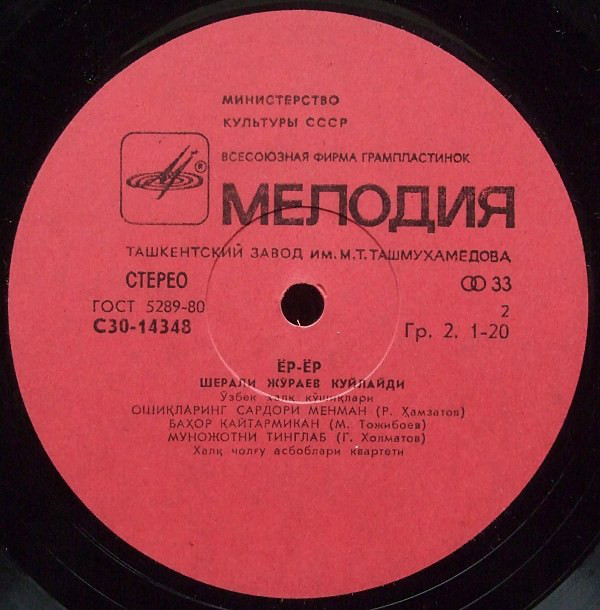 МИНИСТЕРСТВО
КУЛЬТУРЫ СССР
ВСЕСОЮЗНАЯ ФИРМА ГРАМПЛАСТИНОК
®
МЕЛОДИЯ
ТАШКЕНТСКИЙ ЗАВОД ИМ. М.Т. ТАШМУХАМЕДОВА
СТЕРЕО
33
ГОСТ 5289-80
2
С30-14348
Гр. 2. 1-20
ЁР-ЁР
ШЕРАЛИ ЖЎРАЕВ КУЙЛАЙДИ
Ўзбек халқ қўшиқлари
ОШИҚЛАРИНГ САРДОРИ МЕНМАН (Р. Ҳамзатов)
БАҲОР КАЙТАРМИКАН (М. Тожибоев)
МУНОЖОТНИ ТИНГЛАБ (Г. Холматов)
Халқ чолғу асбоблари квартети